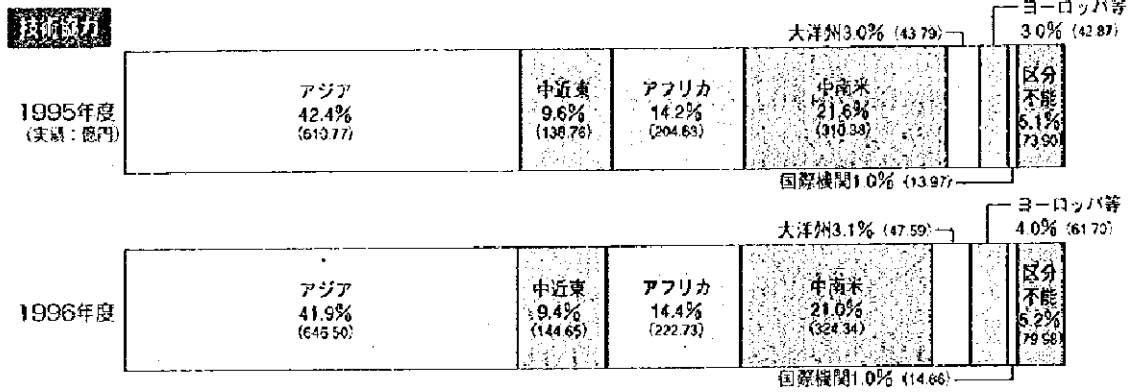 技術協力
ヨーロッパ等
大洋州3.0% (43.79)
3.0% (42.87)
1995年度
(実績:億円)
アジア
42.4%
中近東
9.6%
(138.76)
アフリカ
14.2%
(204.63)
中南米
21.6%
区分
不能
5.1%
(73.90)
国際機関1.0% (13.97)
ヨーロッパ等
大洋州3.1% (47.59)
4.0% (61.70)
1996年度
アジア
41.9%
(646.50)
中近東
9.4%
(144.65)
アフリカ
14.4%
(222.73)
中南米
21.0%
(324.34)
区分
不能
5.2%
国際機関1.0% (14.66)